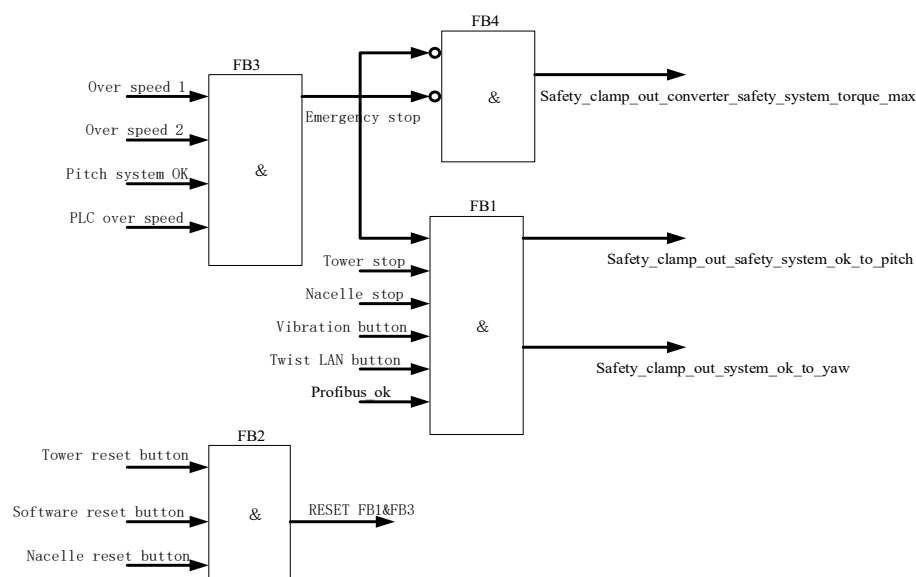 FB4
FB3
Over speed 1
&
Safety_clamp_out_converter_safety_system_torque_max
Emergency stop
Over speed 2
&
Pitch system OK
FB1
PLC over speed
Tower stop
Safety_clamp_out_safety_system_ok_to_pitch
Nacelle stop
Vibration button
&
Twist LAN button
Safety_clamp_out_system_ok_to_yaw
Profibus_ok
FB2
Tower reset button
Software reset button
&
RESET FB1&FB3
Nacelle reset button